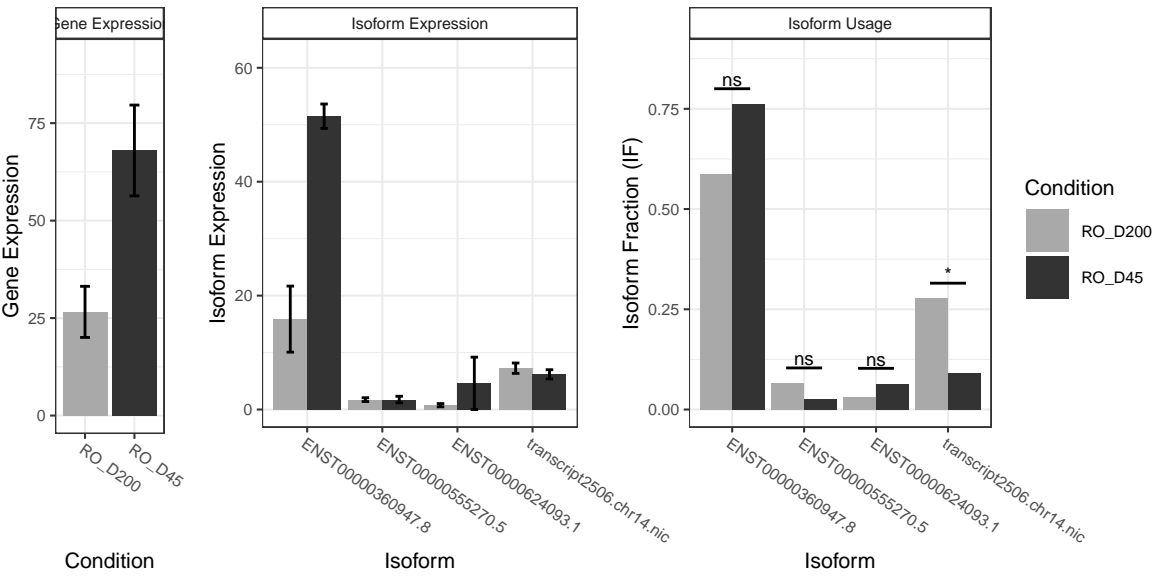 Gene Expression
Gene Expression
75
50
25
0
RO_D200
RO_D45
Condition
Isoform Expression
Isoform Expression
60
40
20
0
ENST00000360947.8
ENST00000555270.5
ENST00000624093.1
transcript2506.chr14.nic
Isoform
Isoform Usage
Isoform Fraction (IF)
0.75
0.50
0.25
0.00
ns
ns
ns
*
ENST00000360947.8
ENST00000555270.5
ENST00000624093.1
transcript2506.chr14.nic
Isoform
Condition
RO_D200
RO_D45